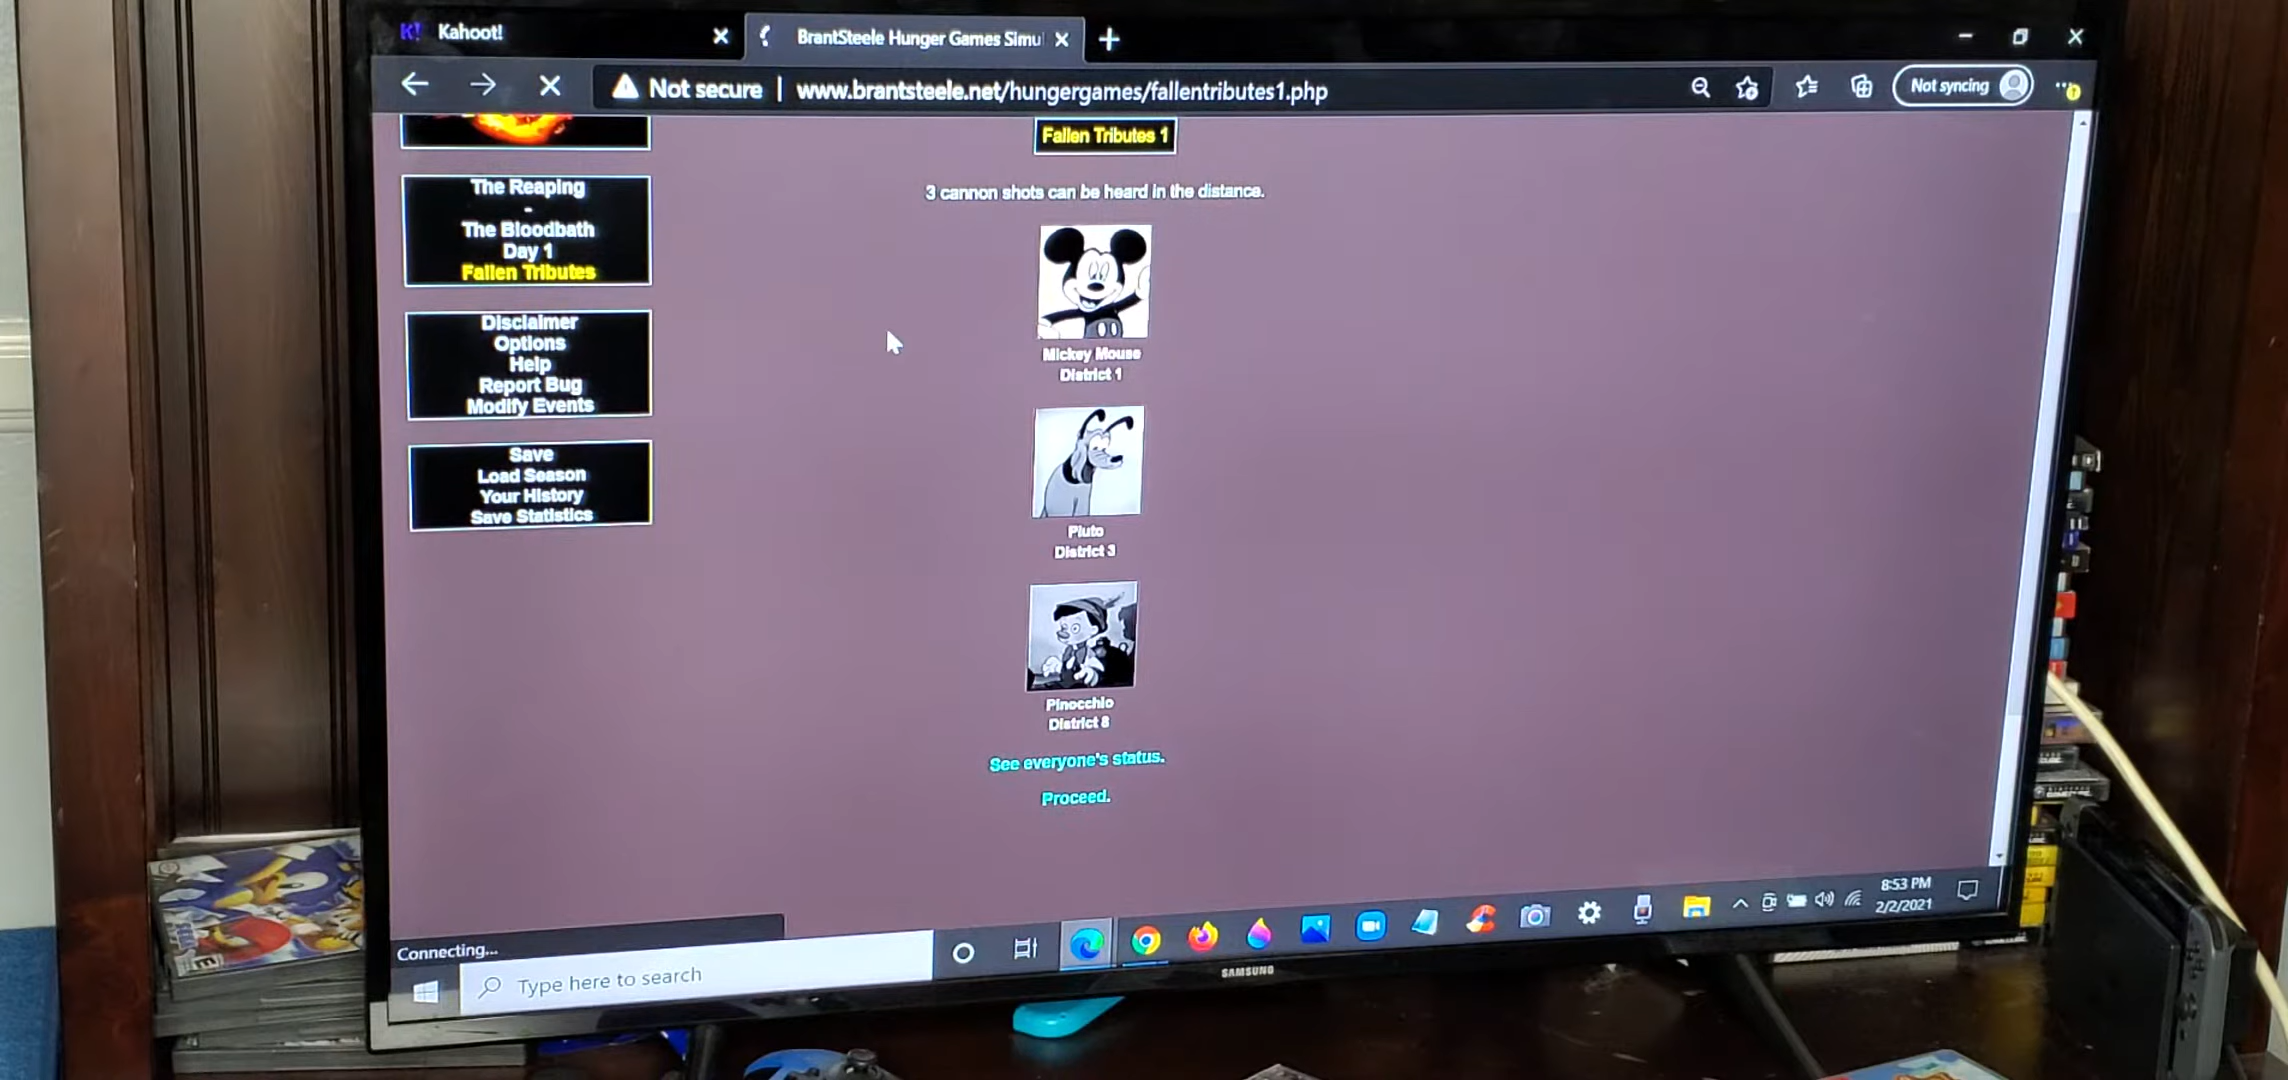 K! Kahoot!
BrantSteele Hunger Games Simu
Not secure | www.brantsteele.net/hungergames/fallentributes1.php
Not syncing
Fallen Tributes 1
3 cannon shots can be heard in the distance.
The Reaping
-
The Bloodbath
Day 1
Fallen Tributes
Disclaimer
Options
Help
Report Bug
Modify Events
Save
Load Season
Your History
Save Statistics
Mickey Mouse
District 1
Pluto
District 3
Pinocchio
District 8
See everyone's status.
Proceed.
Connecting...
Type here to search
8:53 PM
2/2/2021
SAMSUNG